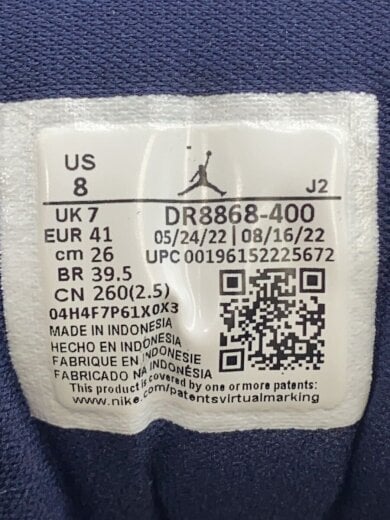 US
8
J2
UK 7
DR8868-400
EUR 41
05/24/22 | 08/16/22
cm 26
UPC 00196152225672
BR 39.5
CN 260(2.5)
04H4F7P61X0X3
MADE IN INDONESIA
HECHO EN INDONESIA
FABRIQUE EN INDONESIE
FABRICADO NA INDONÉSIA
This product is covered by one or more patents:
www.nike.com/patentsvirtualmarking